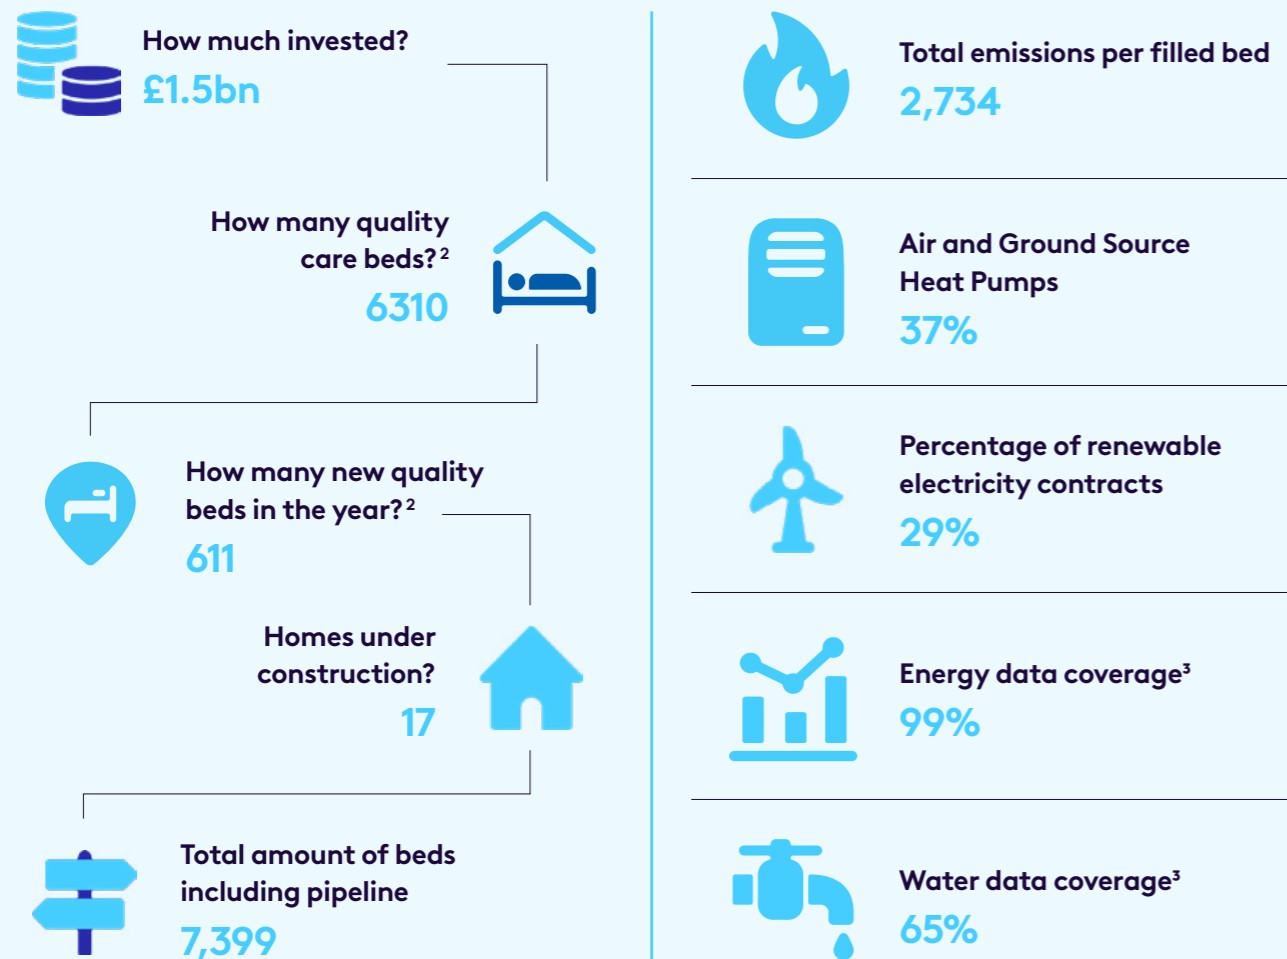 How much invested?
£1.5bn
How many quality
care beds?²
6310
How many new quality
beds in the year?²
611
Homes under
construction?
17
Total amount of beds
including pipeline
7,399
Total emissions per filled bed
2,734
Air and Ground Source
Heat Pumps
37%
Percentage of renewable
electricity contracts
29%
Energy data coverage³
99%
Water data coverage³
65%